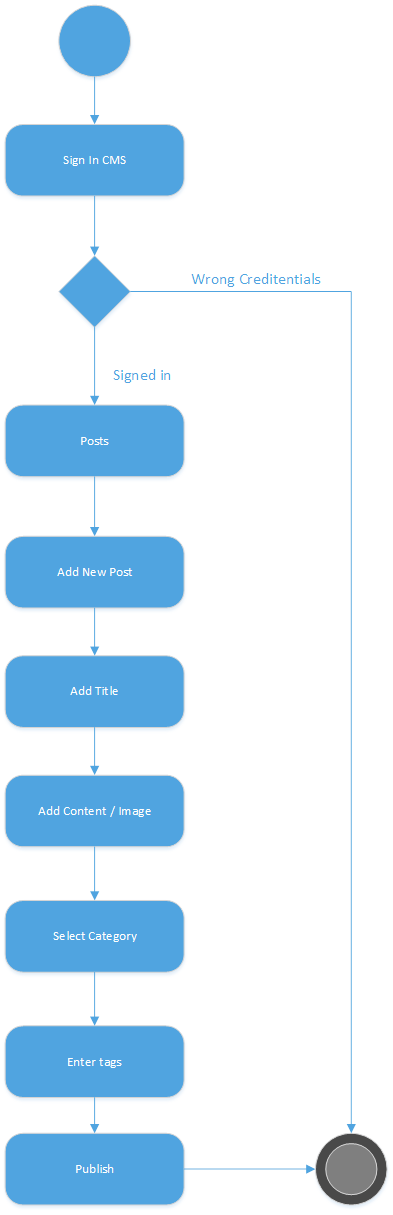 Sign In CMS
Wrong Creditentials
Signed in
Posts
Add New Post
Add Title
Add Content / Image
Select Category
Enter tags
Publish